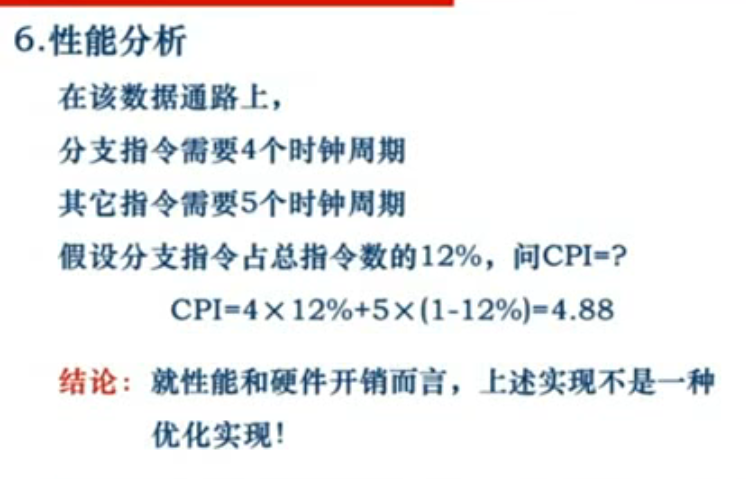 6.性能分析
在该数据通路上，
分支指令需要4个时钟周期
其它指令需要5个时钟周期
假设分支指令占总指令数的12%，问CPI=?
CPI=4×12%+5×(1-12%)=4.88
结论：就性能和硬件开销而言，上述实现不是一种
优化实现！